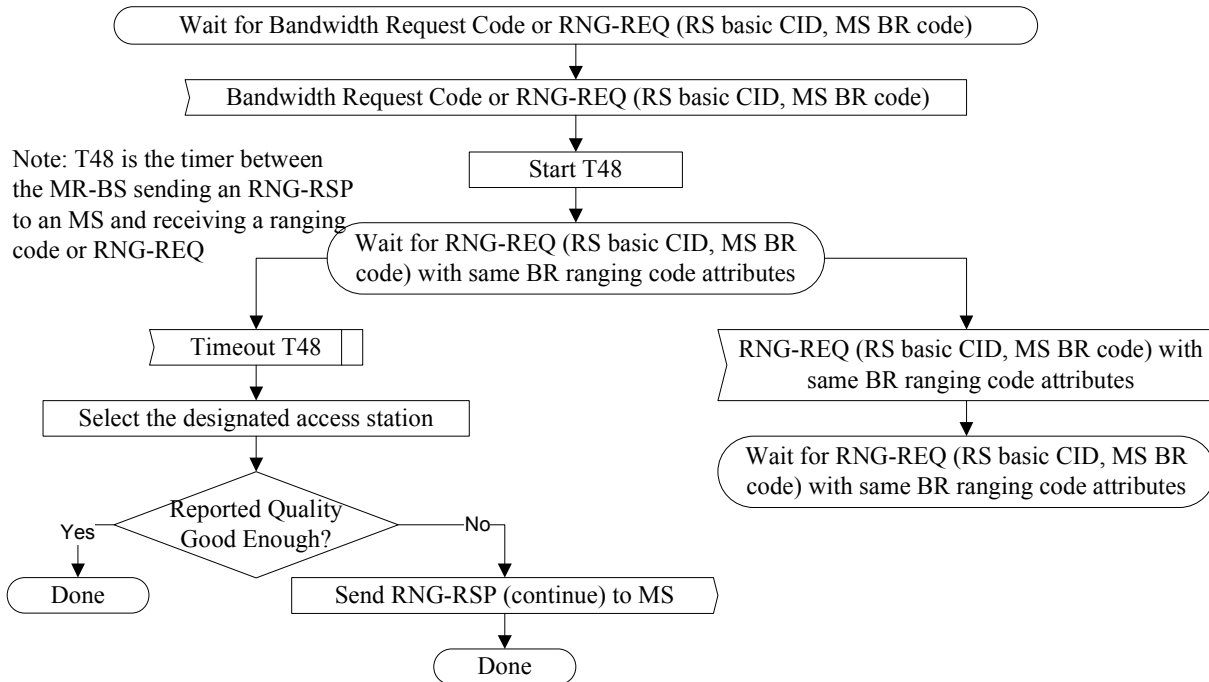 Wait for Bandwidth Request Code or RNG-REQ (RS basic CID, MS BR code)
Bandwidth Request Code or RNG-REQ (RS basic CID, MS BR code)
Note: T48 is the timer between
the MR-BS sending an RNG-RSP
to an MS and receiving a ranging
code or RNG-REQ
Start T48
Wait for RNG-REQ (RS basic CID, MS BR
code) with same BR ranging code attributes
Timeout T48
RNG-REQ (RS basic CID, MS BR code) with
same BR ranging code attributes
Select the designated access station
Wait for RNG-REQ (RS basic CID, MS BR
code) with same BR ranging code attributes
Reported Quality
Good Enough?
Yes
No
Done
Send RNG-RSP (continue) to MS
Done